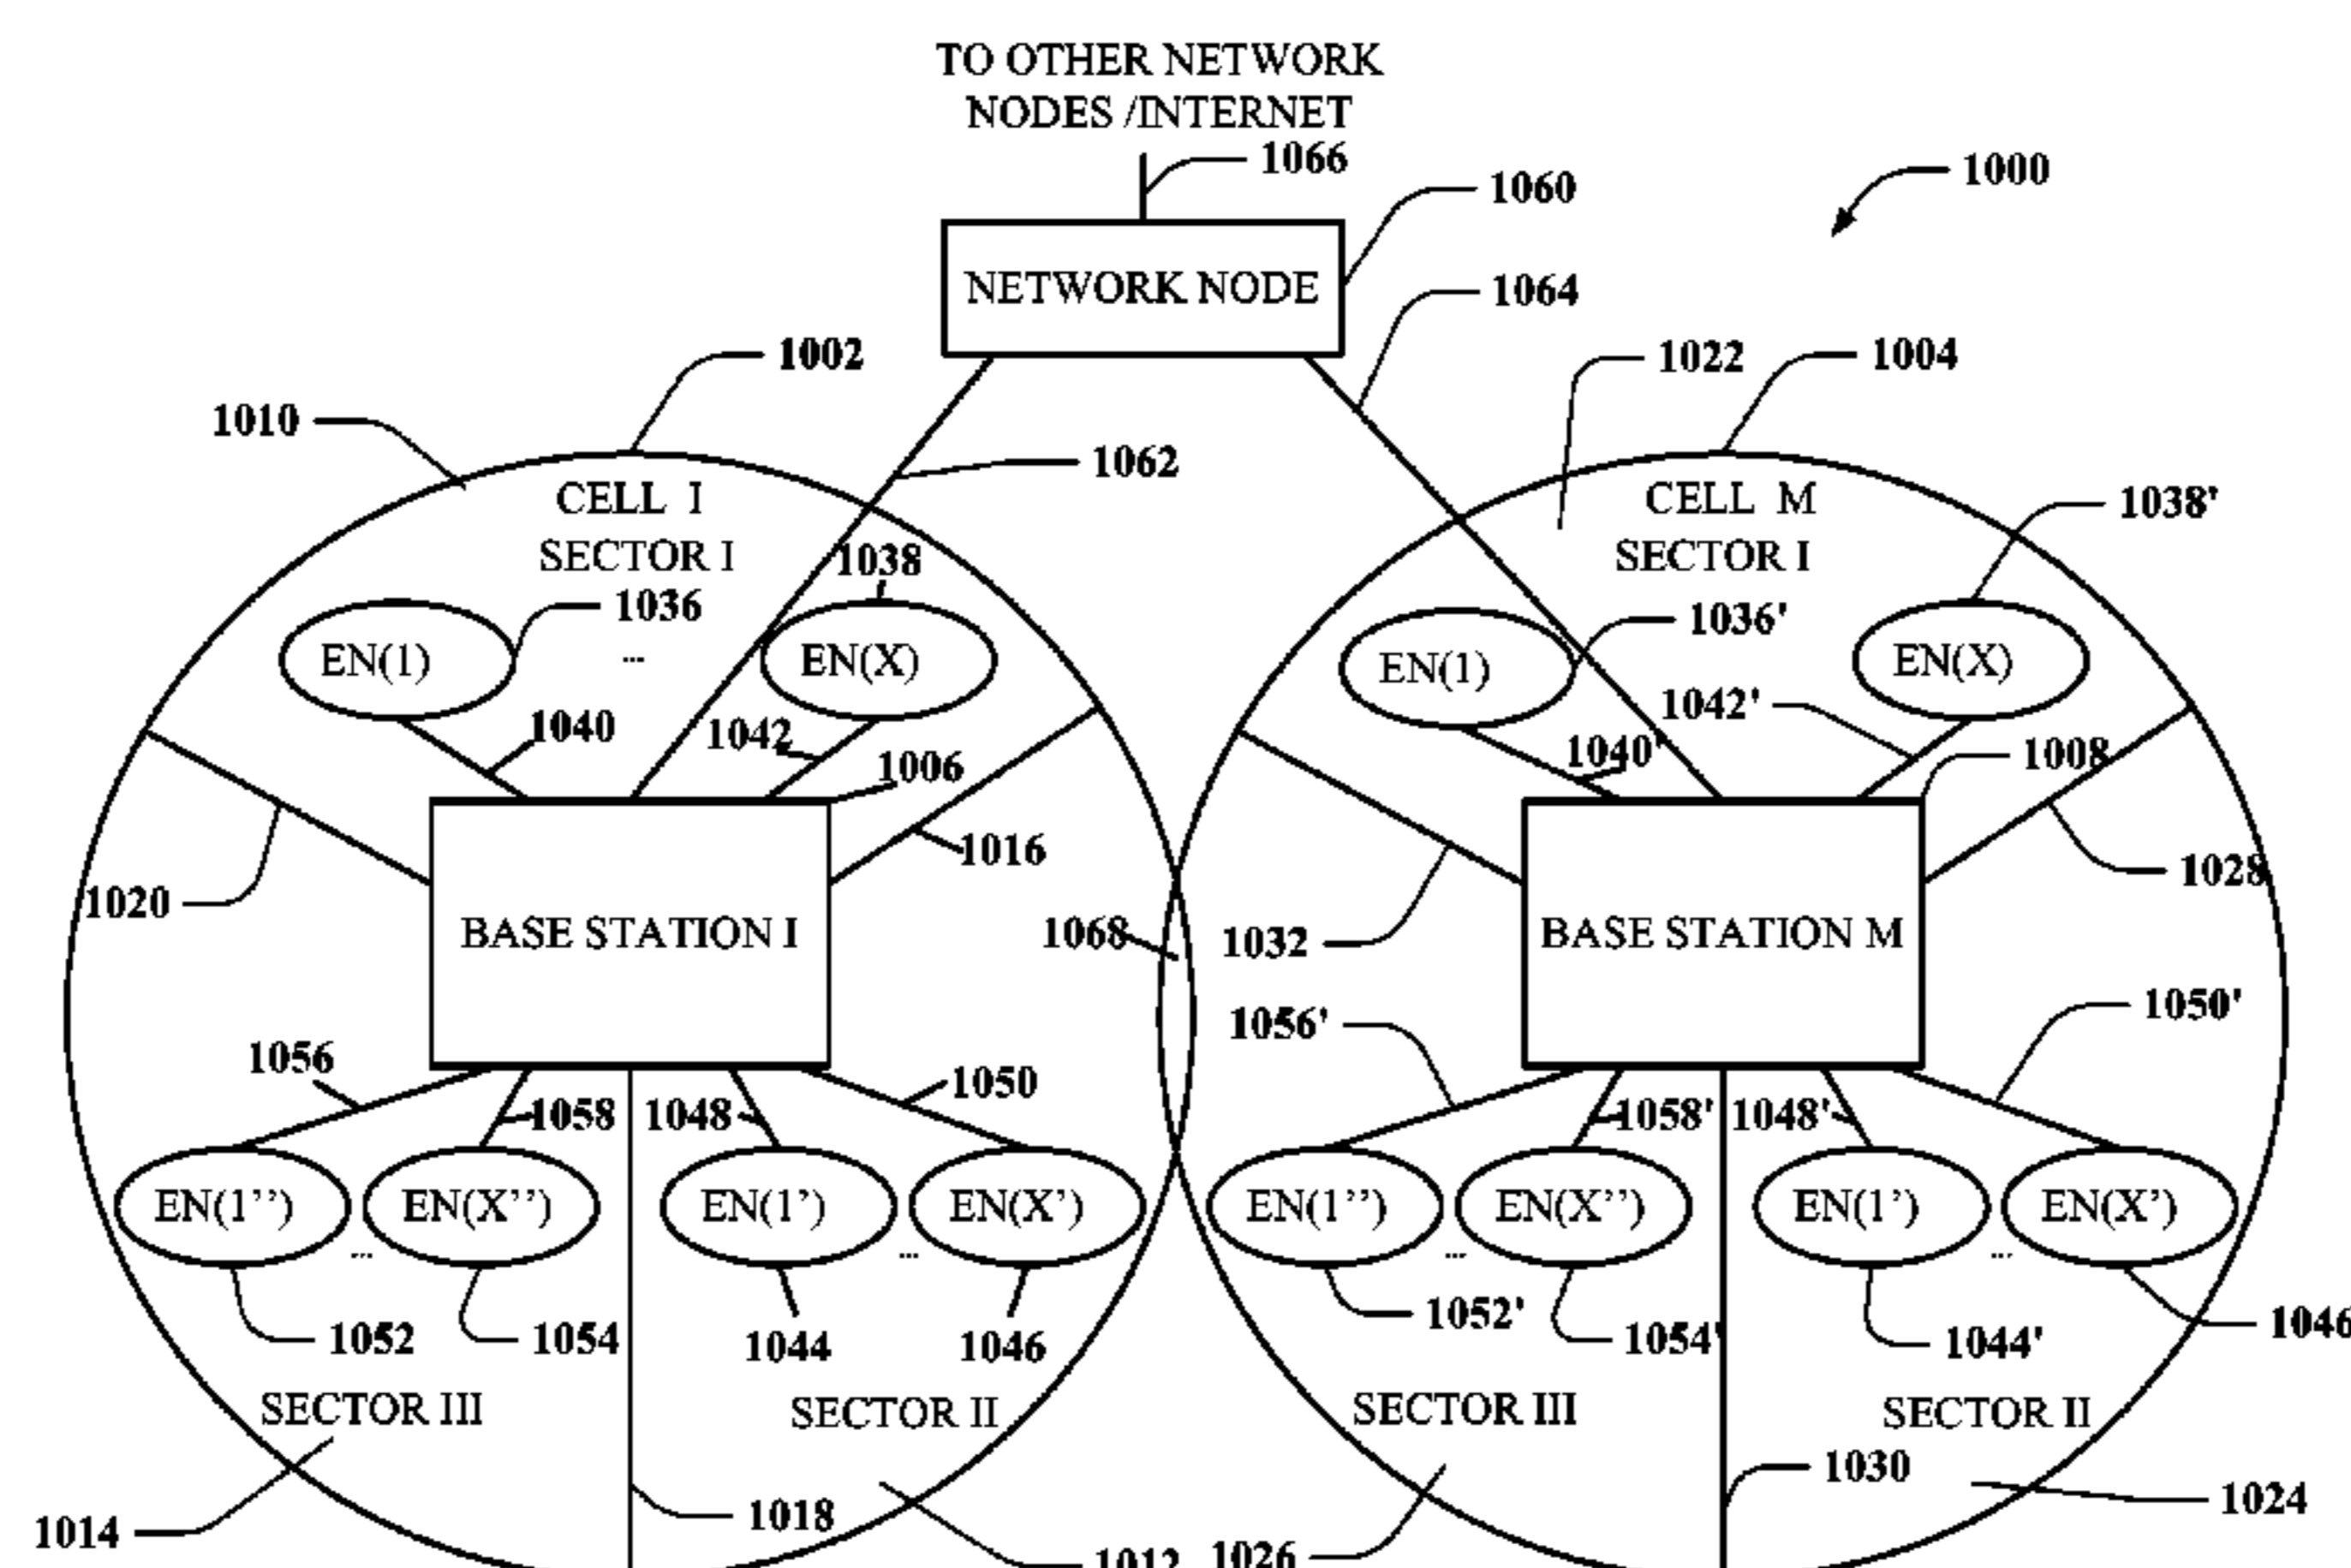 TO OTHER NETWORK
NODES /INTERNET
1066
1060
1000
NETWORK NODE
1064
1002
1022
1004
1010
1062
CELL I
SECTOR I
1038
1036
EN(1)
...
EN(X)
1040
1042
1006
1016
1020
BASE STATION I
1068
CELL M
SECTOR I
1038'
1036'
EN(1)
EN(X)
1042'
1040'
1008
1028
1032
BASE STATION M
1056
1058
1048
1050
EN(1’’)
...
EN(X’’)
EN(1’)
...
EN(X’)
1052
1054
1044
1046
SECTOR III
SECTOR II
1014
1018
1012
1056'
1050'
1058'
1048'
EN(1’’)
...
EN(X’’)
EN(1’)
...
EN(X’)
1052'
1054'
1044'
1046
SECTOR III
SECTOR II
1030
1024
1026